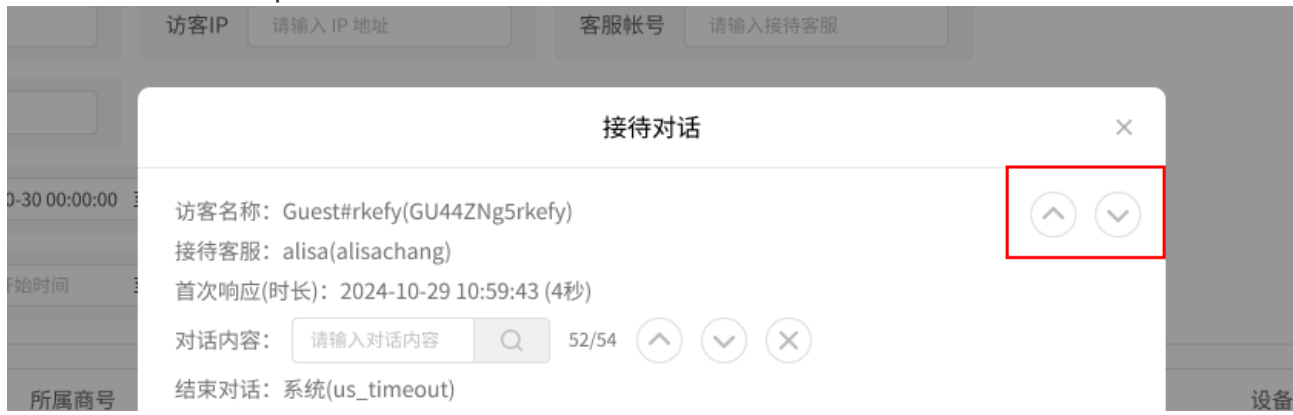 访客IP 请输入 IP 地址 客服帐号 请输入接待客服
接待对话
0-30 00:00:00
访客名称：Guest#rkefy(GU44ZNg5rkefy)
接待客服：alisa(alisachang)
开始时间
首次响应(时长)：2024-10-29 10:59:43 (4秒)
对话内容： 请输入对话内容 52/54
结束对话：系统(us_timeout)
所属商号 设备